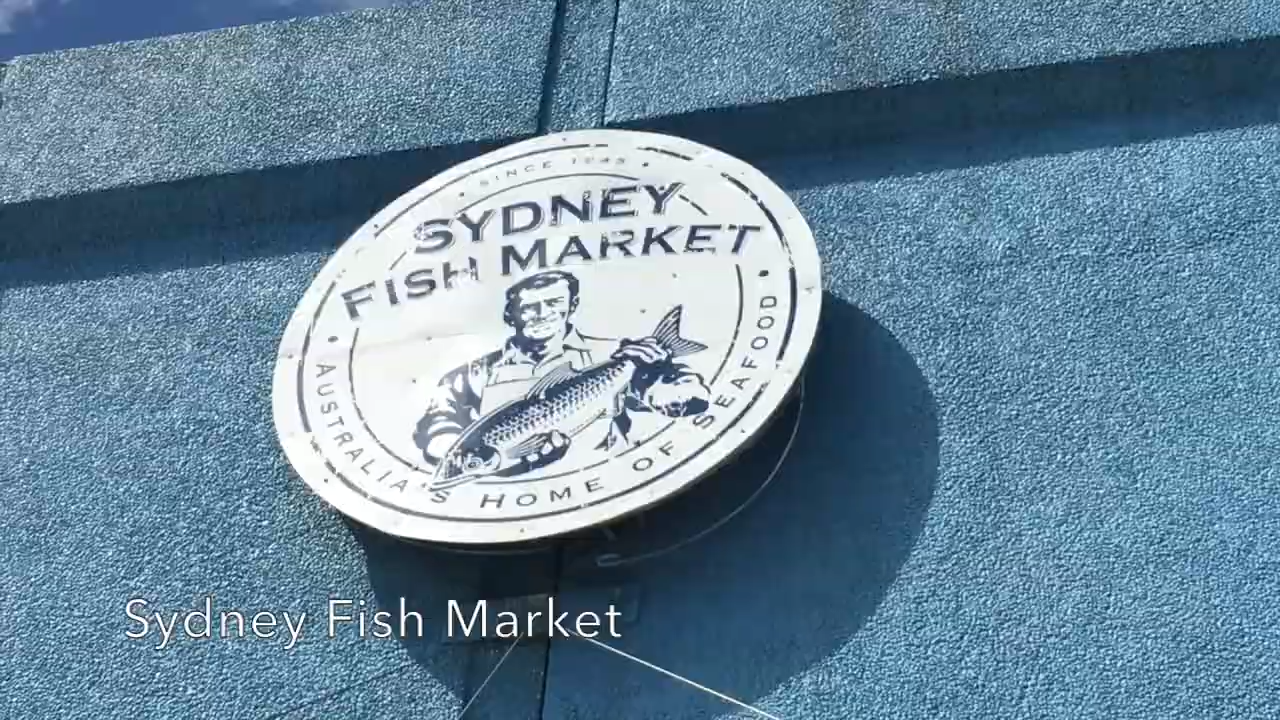 SINCE 1945
SYDNEY
FISH MARKET
AUSTRALIA'S HOME OF SEAFOOD
Sydney Fish Market